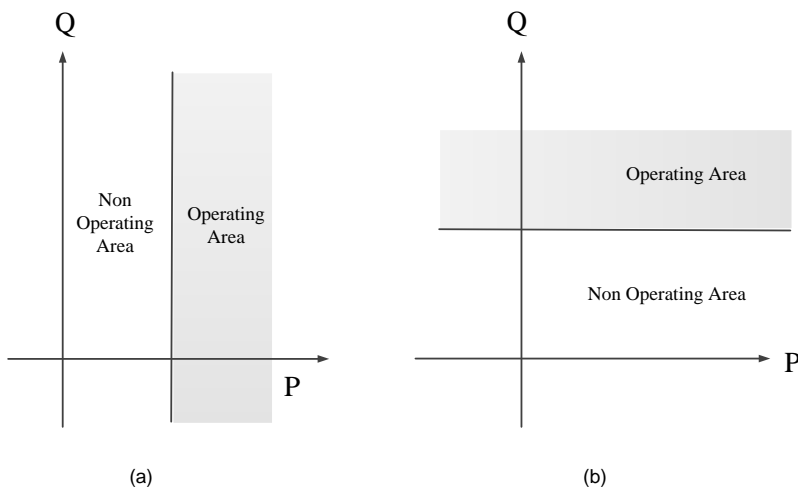 Q
Non
Operating
Area
Operating
Area
P
(a)
Q
Operating Area
Non Operating Area
P
(b)